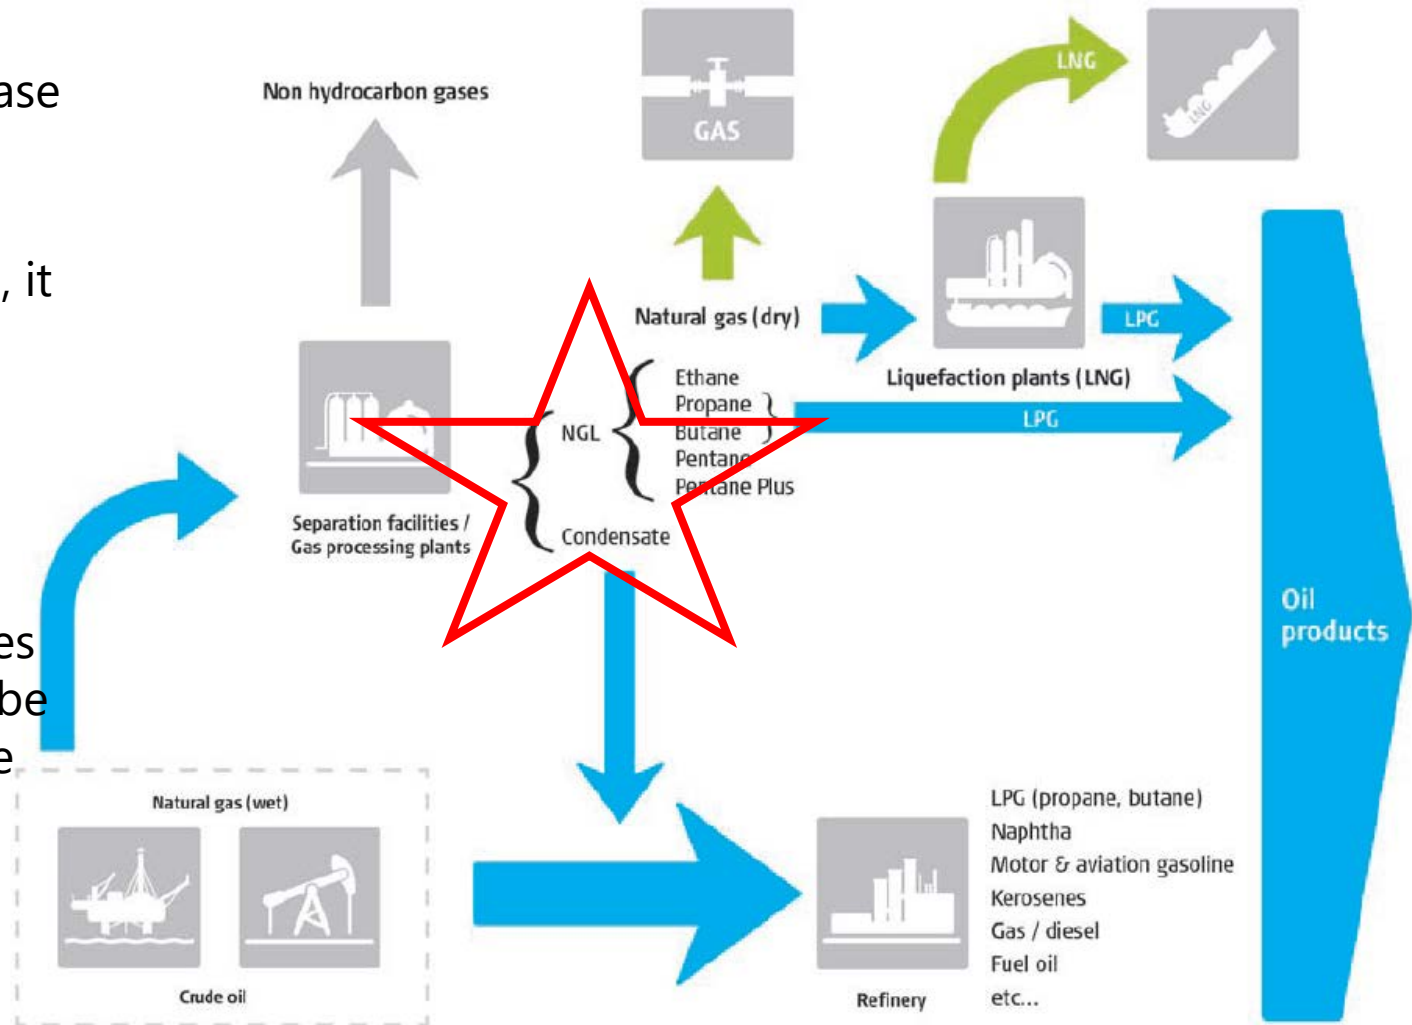 ase
, it
es
be
e
Non hydrocarbon gases
GAS
LNG
LNG
Natural gas (dry)
LPG
Liquefaction plants (LNG)
Ethane
Propane
Butane
Pentane
Pentane Plus
NGL
Condensate
LPG
Separation facilities /
Gas processing plants
Oil
products
Natural gas (wet)
Crude oil
Refinery
LPG (propane, butane)
Naphtha
Motor & aviation gasoline
Kerosenes
Gas / diesel
Fuel oil
etc...